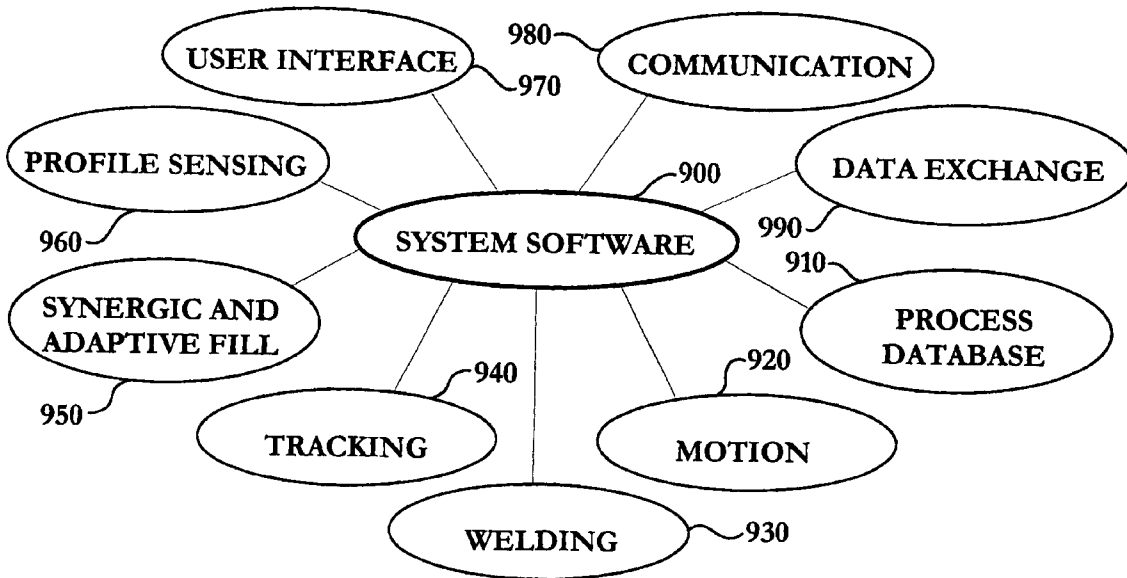 980
USER INTERFACE
COMMUNICATION
970
PROFILE SENSING
900
DATA EXCHANGE
960
SYSTEM SOFTWARE
990
910
SYNERGIC AND
ADAPTIVE FILL
PROCESS
DATABASE
950
940
920
TRACKING
MOTION
WELDING
930